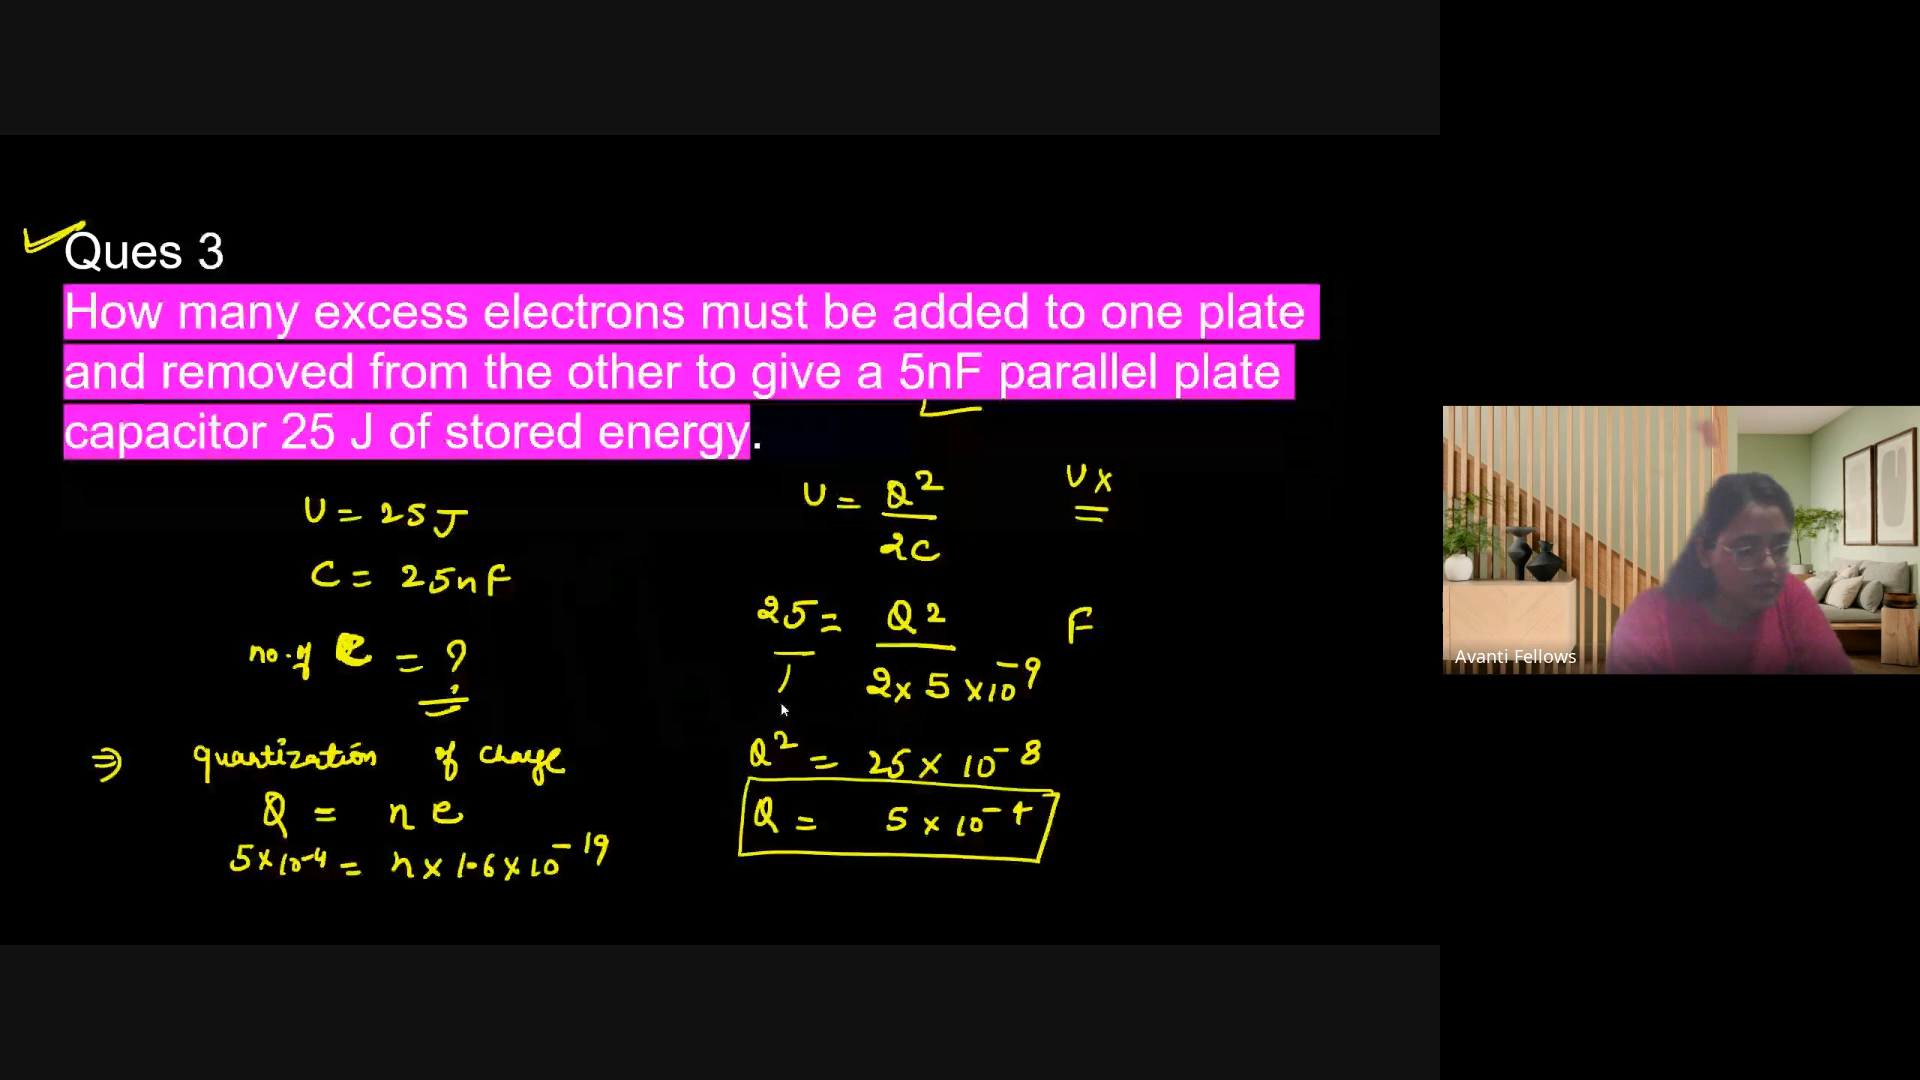 Ques 3
How many excess electrons must be added to one plate
and removed from the other to give a 5nF parallel plate
capacitor 25 J of stored energy.
U = 25 J
C = 25nF
no. of e = ?
⇒ quantization of charge
Q = ne
5×10⁻⁴ = n × 1.6 × 10⁻¹⁹
U = Q²/2C
V×
25/1 = Q²/(2×5×10⁻⁹)
F
Q² = 25 × 10⁻⁸
Q = 5 × 10⁻⁴
Avanti Fellows